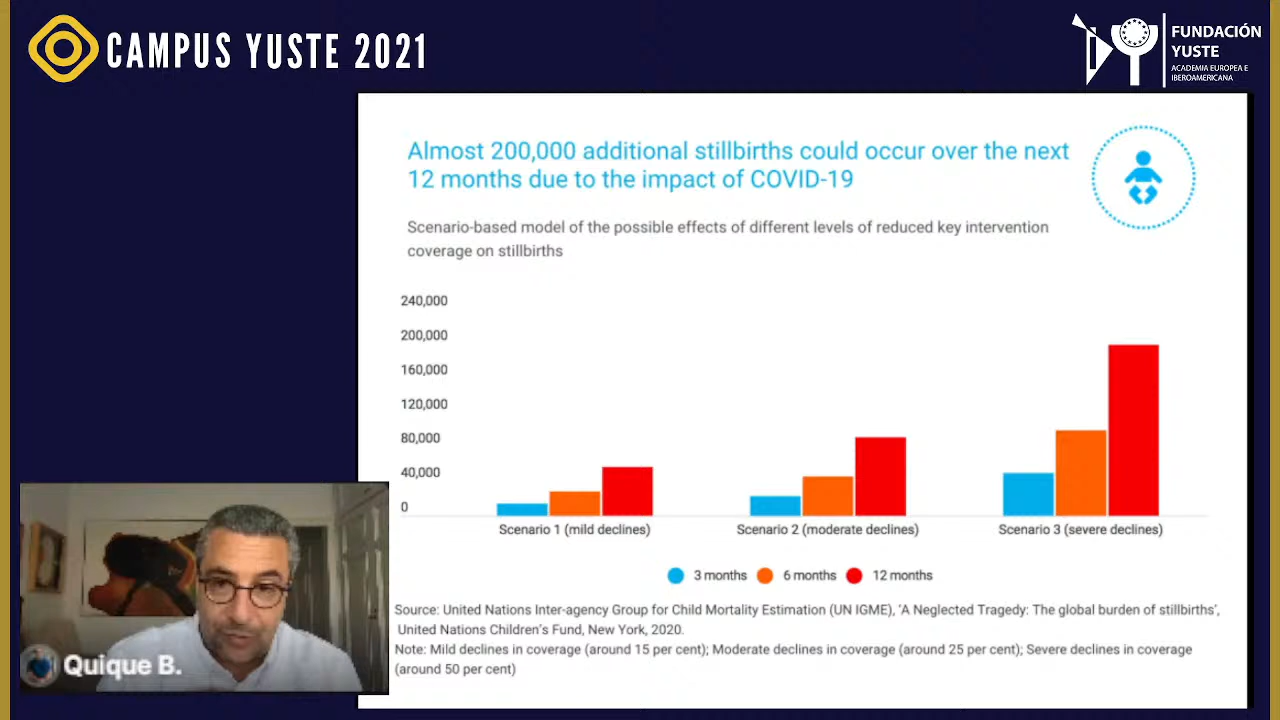 CAMPUS YUSTE 2021
FUNDACIÓN
YUSTE
ACADEMIA EUROPEA E
IBEROAMERICANA
Almost 200,000 additional stillbirths could occur over the next
12 months due to the impact of COVID-19
Scenario-based model of the possible effects of different levels of reduced key intervention
coverage on stillbirths
240,000
200,000
160,000
120,000
80,000
40,000
0
Scenario 1 (mild declines)
Scenario 2 (moderate declines)
Scenario 3 (severe declines)
3 months
6 months
12 months
Source: United Nations Inter-agency Group for Child Mortality Estimation (UN IGME), ‘A Neglected Tragedy: The global burden of stillbirths’,
United Nations Children’s Fund, New York, 2020.
Note: Mild declines in coverage (around 15 per cent); Moderate declines in coverage (around 25 per cent); Severe declines in coverage
(around 50 per cent)
Quique B.